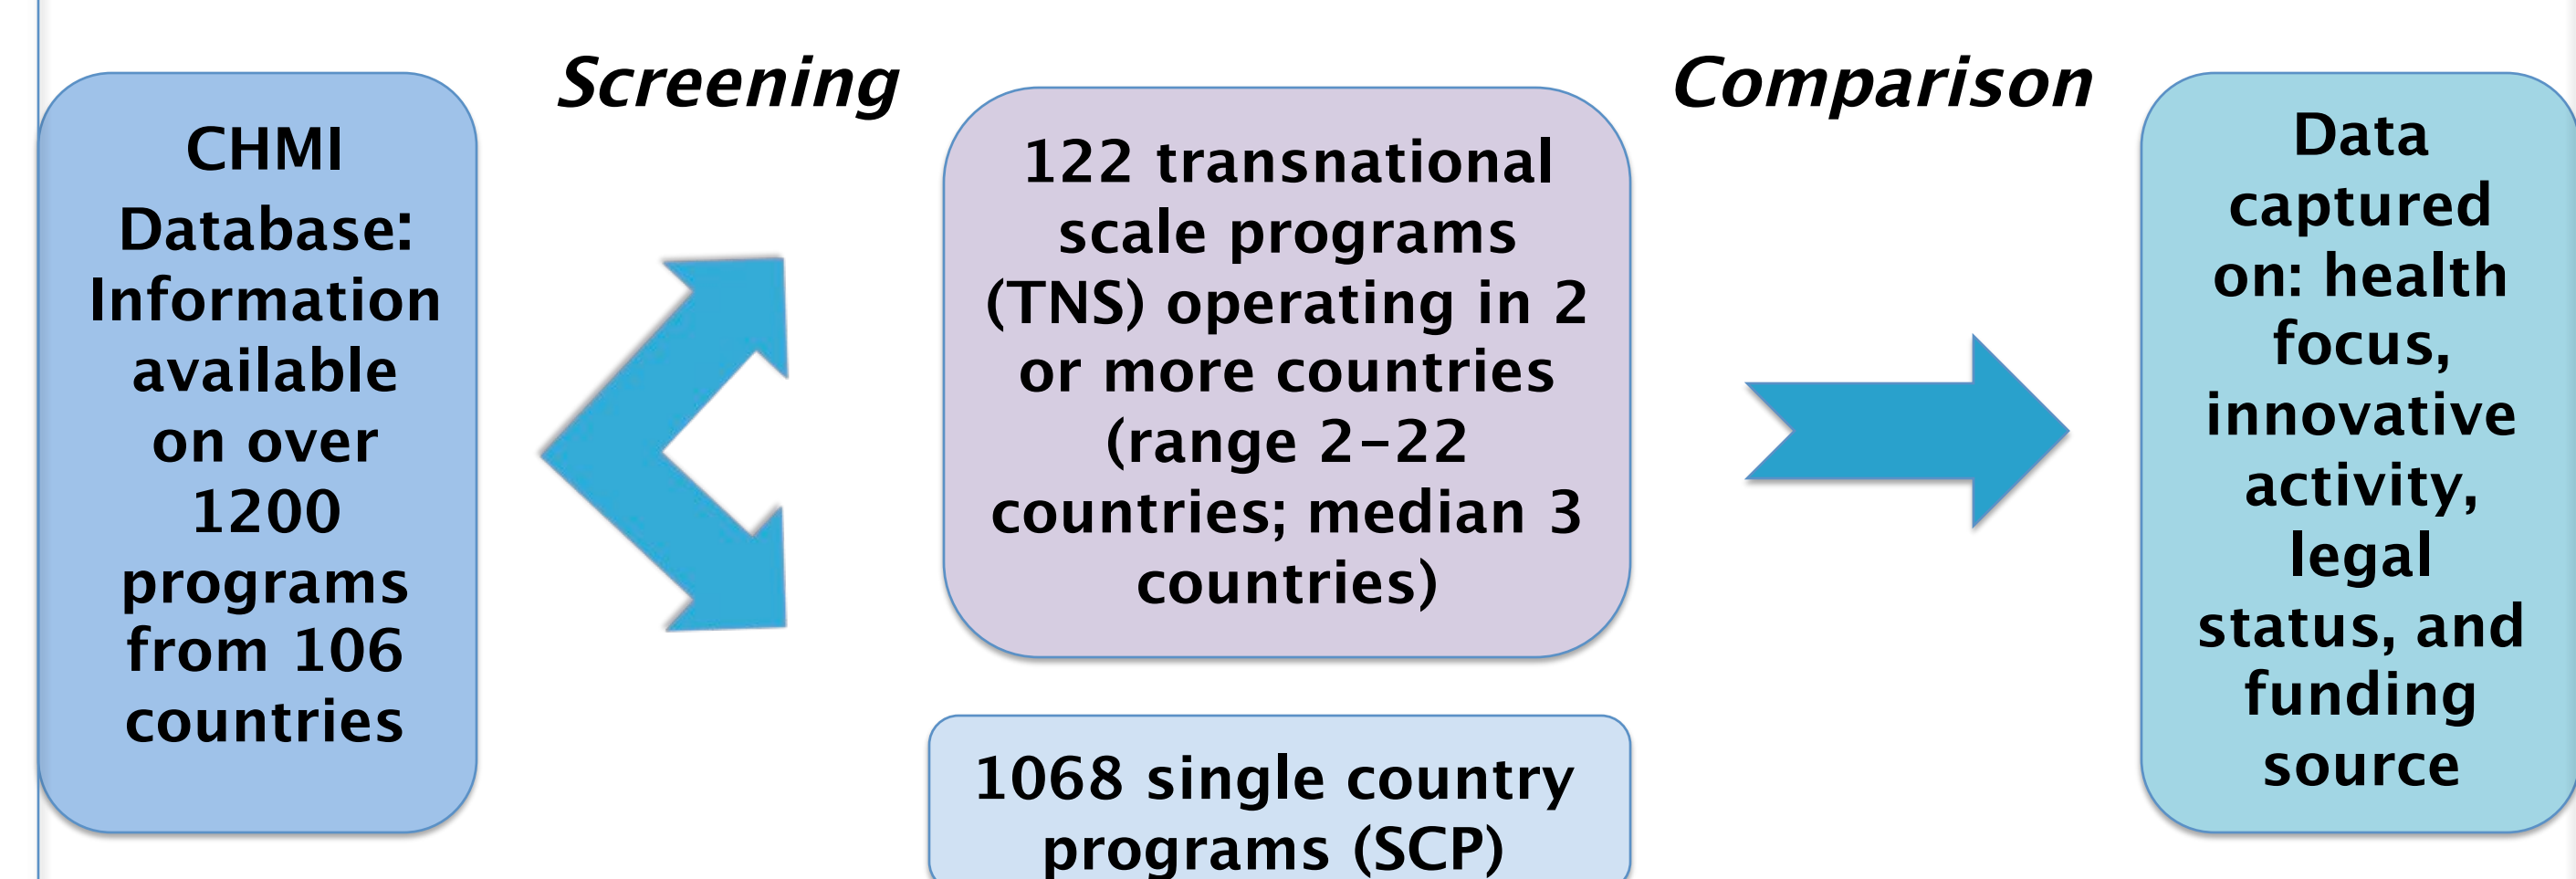 Screening
Comparison
CHMI
Database:
Information
available
on over
1200
programs
from 106
countries
122 transnational
scale programs
(TNS) operating in 2
or more countries
(range 2-22
countries; median 3
countries)
1068 single country
programs (SCP)
Data
captured
on: health
focus,
innovative
activity,
legal
status, and
funding
source